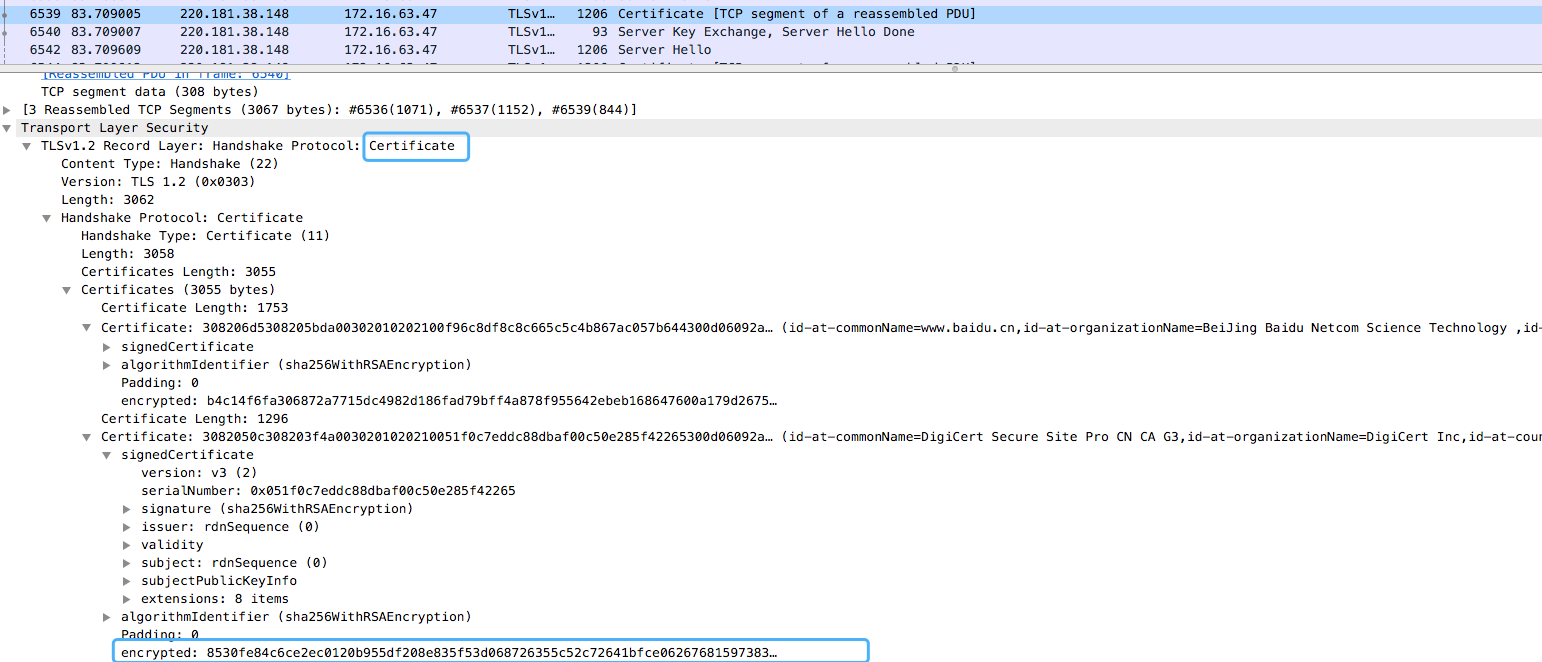 6539 83.709005 220.181.38.148 172.16.63.47 TLSv1… 1206 Certificate [TCP segment of a reassembled PDU]
6540 83.709007 220.181.38.148 172.16.63.47 TLSv1… 93 Server Key Exchange, Server Hello Done
6542 83.709609 220.181.38.148 172.16.63.47 TLSv1… 1206 Server Hello
[Reassembled PDU in frame: 6540]
TCP segment data (308 bytes)
[3 Reassembled TCP Segments (3067 bytes): #6536(1071), #6537(1152), #6539(844)]
Transport Layer Security
TLSv1.2 Record Layer: Handshake Protocol: Certificate
Content Type: Handshake (22)
Version: TLS 1.2 (0x0303)
Length: 3062
Handshake Protocol: Certificate
Handshake Type: Certificate (11)
Length: 3058
Certificates Length: 3055
Certificates (3055 bytes)
Certificate Length: 1753
Certificate: 308206d5308205bda00302010202100f96c8df8c8c665c5c4b867ac057b644300d06092a… (id-at-commonName=www.baidu.cn,id-at-organizationName=BeiJing Baidu Netcom Science Technology ,id-
signedCertificate
algorithmIdentifier (sha256WithRSAEncryption)
Padding: 0
encrypted: b4c14f6fa306872a7715dc4982d186fad79bff4a878f955642ebeb168647600a179d2675…
Certificate Length: 1296
Certificate: 3082050c308203f4a0030201020210051f0c7eddc88dbaf00c50e285f42265300d06092a… (id-at-commonName=DigiCert Secure Site Pro CN CA G3,id-at-organizationName=DigiCert Inc,id-at-cour
signedCertificate
version: v3 (2)
serialNumber: 0x051f0c7eddc88dbaf00c50e285f42265
signature (sha256WithRSAEncryption)
issuer: rdnSequence (0)
validity
subject: rdnSequence (0)
subjectPublicKeyInfo
extensions: 8 items
algorithmIdentifier (sha256WithRSAEncryption)
Padding: 0
encrypted: 8530fe84c6ce2ec0120b955df208e835f53d068726355c52c72641bfce06267681597383…